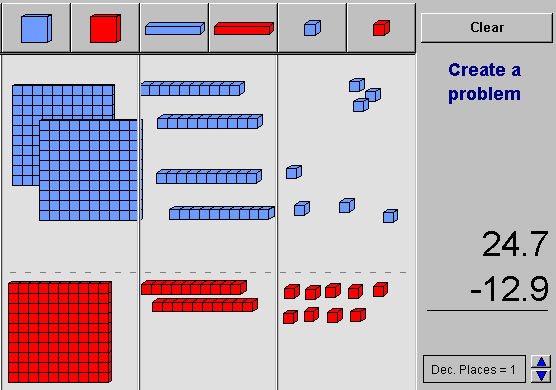 Clear
Create a
problem
24.7
-12.9
Dec. Places = 1